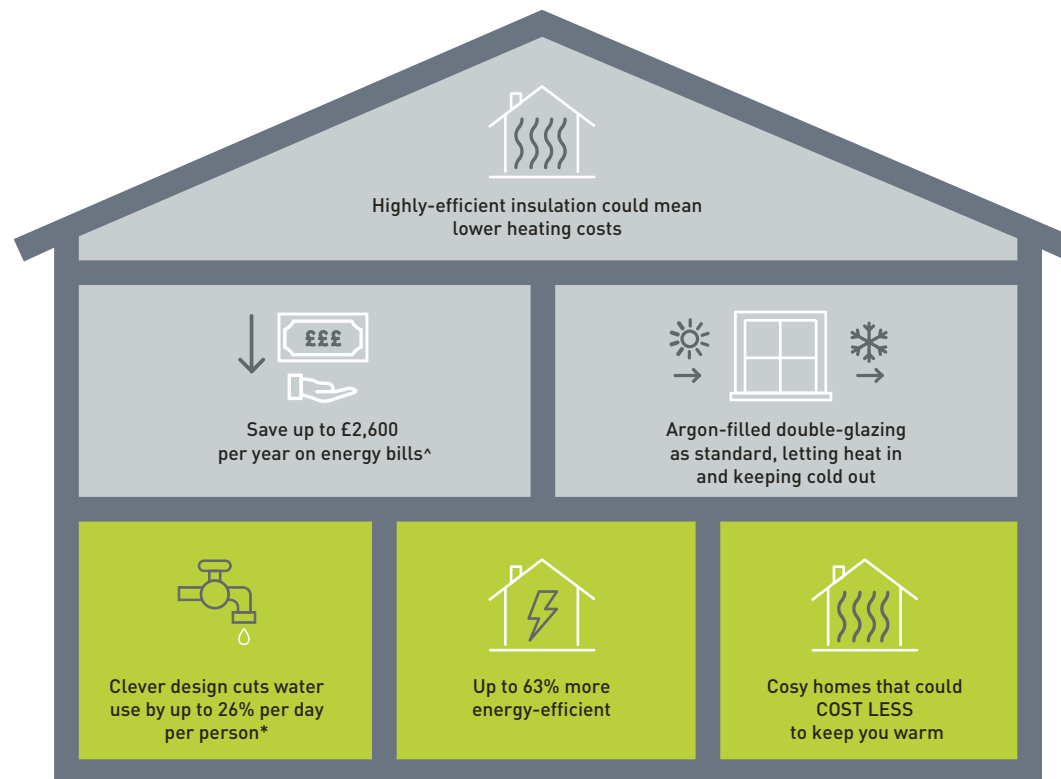 Highly-efficient insulation could mean
lower heating costs
£££
Save up to £2,600
per year on energy bills^
Argon-filled double-glazing
as standard, letting heat in
and keeping cold out
Clever design cuts water
use by up to 26% per day
per person*
Up to 63% more
energy-efficient
Cosy homes that could
COST LESS
to keep you warm